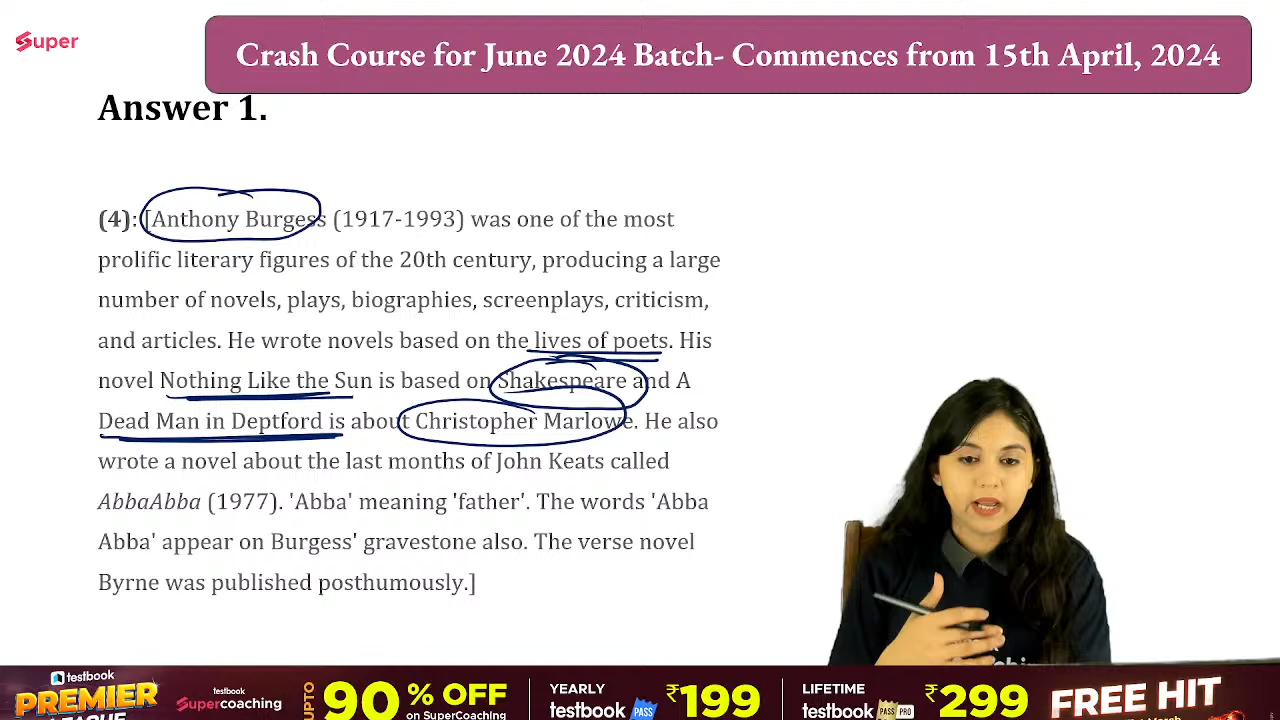 Super
Crash Course for June 2024 Batch- Commences from 15th April, 2024
Answer 1.
(4): [Anthony Burgess (1917-1993) was one of the most
prolific literary figures of the 20th century, producing a large
number of novels, plays, biographies, screenplays, criticism,
and articles. He wrote novels based on the lives of poets. His
novel Nothing Like the Sun is based on Shakespeare and A
Dead Man in Deptford is about Christopher Marlowe. He also
wrote a novel about the last months of John Keats called
AbbaAbba (1977). 'Abba' meaning 'father'. The words 'Abba
Abba' appear on Burgess' gravestone also. The verse novel
Byrne was published posthumously.]
testbook
PREMIER
testbook
Supercoaching
UPTO 90% OFF
on SuperCoaching
YEARLY
testbook PASS
₹199
LIFETIME
testbook PASS PRO
₹299
FREE HIT